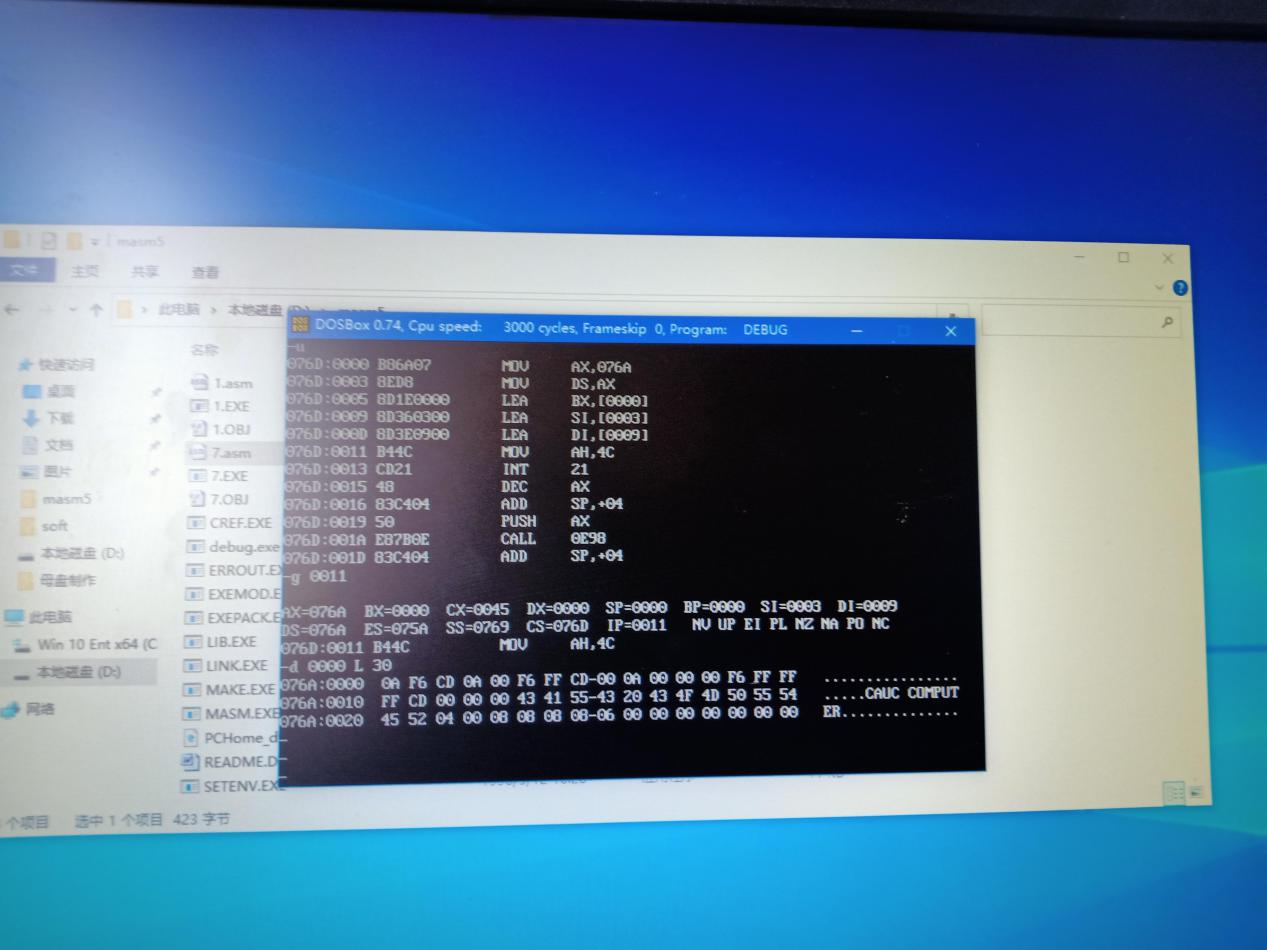 masm5
文件 主页 共享 查看
此电脑 > 本地磁盘
名称
快速访问
桌面
下载
文档
图片
masm5
soft
本地磁盘 (D:)
母盘制作
此电脑
Win 10 Ent x64 (C
本地磁盘 (D:)
网络
1.asm
1.EXE
1.OBJ
7.asm
7.EXE
7.OBJ
CREF.EXE
debug.exe
ERROUT.EX
EXEMOD.E
EXEPACK.E
LIB.EXE
LINK.EXE
MAKE.EXE
MASM.EXE
PCHome_d
README.D
SETENV.EXE
个项目 选中 1 个项目 423 字节
DOSBox 0.74, Cpu speed: 3000 cycles, Frameskip 0, Program: DEBUG
-u
076D:0000 B86A07 MOV AX,076A
076D:0003 8ED8 MOV DS,AX
076D:0005 8D1E0000 LEA BX,[0000]
076D:0009 8D360300 LEA SI,[0003]
076D:000D 8D3E0900 LEA DI,[0009]
076D:0011 B44C MOV AH,4C
076D:0013 CD21 INT 21
076D:0015 48 DEC AX
076D:0016 83C404 ADD SP,+04
076D:0019 50 PUSH AX
076D:001A E87B0E CALL 0E98
076D:001D 83C404 ADD SP,+04
-g 0011
AX=076A BX=0000 CX=0045 DX=0000 SP=0000 BP=0000 SI=0003 DI=0009
DS=076A ES=075A SS=0769 CS=076D IP=0011 NV UP EI PL NZ NA PO NC
076D:0011 B44C MOV AH,4C
-d 0000 L 30
076A:0000 0A F6 CD 0A 00 F6 FF CD-00 0A 00 00 00 F6 FF FF ................
076A:0010 FF CD 00 00 00 43 41 55-43 20 43 4F 4D 50 55 54 .....CAUC COMPUT
076A:0020 45 52 04 00 08 08 08 08-06 00 00 00 00 00 00 00 ER..............
-